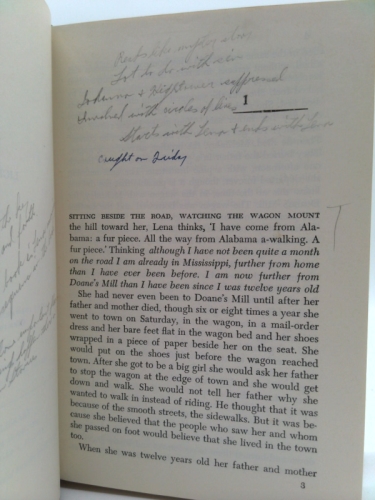 Lot to do with sin
Starts with Lena & ends with Lena
I
caught on Friday
SITTING BESIDE THE ROAD, WATCHING THE WAGON MOUNT
the hill toward her, Lena thinks, 'I have come from Ala-
bama: a fur piece. All the way from Alabama a-walking. A
fur piece.' Thinking although I have not been quite a month
on the road I am already in Mississippi, further from home
than I have ever been before. I am now further from
Doane's Mill than I have been since I was twelve years old
She had never even been to Doane's Mill until after her
father and mother died, though six or eight times a year she
went to town on Saturday, in the wagon, in a mail-order
dress and her bare feet flat in the wagon bed and her shoes
wrapped in a piece of paper beside her on the seat. She
would put on the shoes just before the wagon reached
town. After she got to be a big girl she would ask her father
to stop the wagon at the edge of town and she would get
down and walk. She would not tell her father why she
wanted to walk in instead of riding. He thought that it was
because of the smooth streets, the sidewalks. But it was be-
cause she believed that the people who saw her and whom
she passed on foot would believe that she lived in the town
too.
When she was twelve years old her father and mother
3